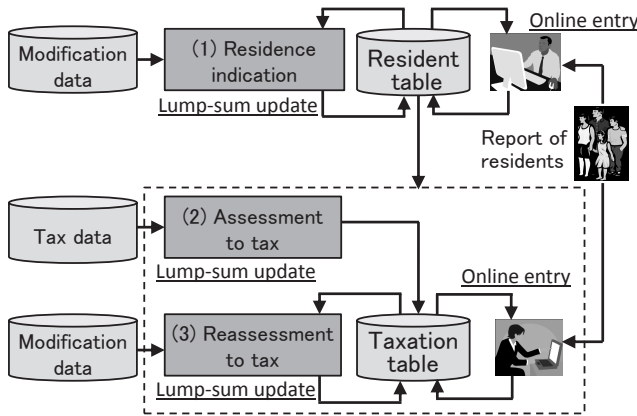 Online entry
Modification
data
(1) Residence
indication
Resident
table
Lump-sum update
Report of
residents
Tax data
(2) Assessment
to tax
Lump-sum update
Online entry
Modification
data
(3) Reassessment
to tax
Taxation
table
Lump-sum update